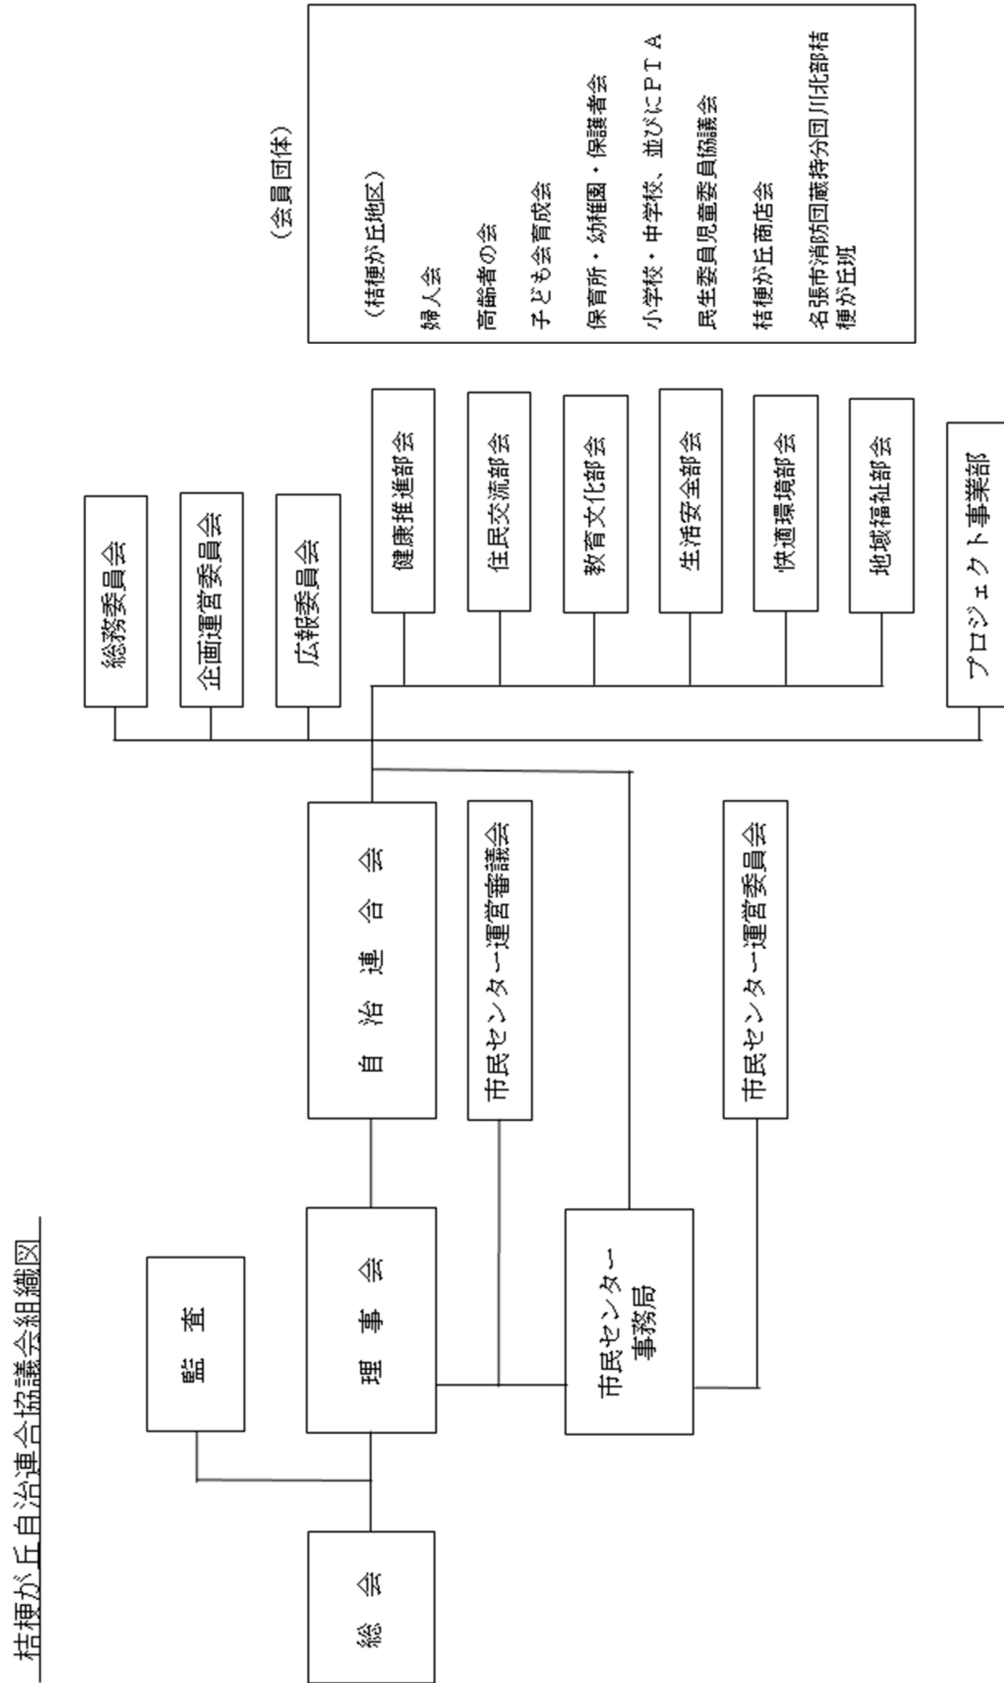 桔梗が丘自治連合協議会組織図
総 会
監 査
理 事 会
市民センター
事務局
自 治 連 合 会
市民センター運営審議会
市民センター運営委員会
総務委員会
企画運営委員会
広報委員会
健康推進部会
住民交流部会
教育文化部会
生活安全部会
快適環境部会
地域福祉部会
プロジェクト事業部
(会員団体)
(桔梗が丘地区)
婦人会
高齢者の会
子ども会育成会
保育所・幼稚園・保護者会
小学校・中学校、並びにPTA
民生委員児童委員協議会
桔梗が丘商店会
名張市消防団蔵持分団川北部桔
梗が丘班